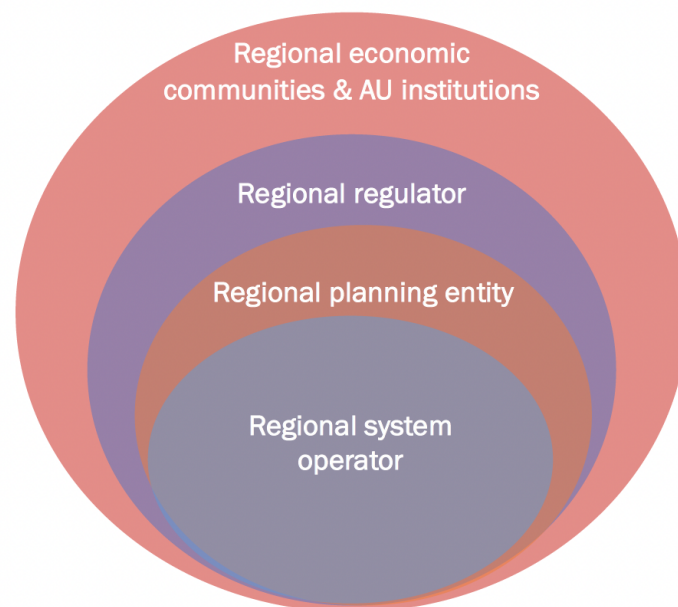 Regional economic
communities & AU institutions
Regional regulator
Regional planning entity
Regional system
operator